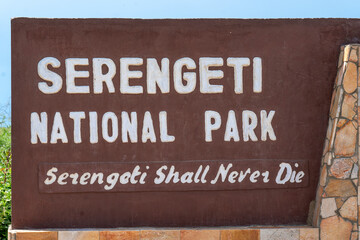 SERENGETI
NATIONAL PARK
Serengeti Shall Never Die